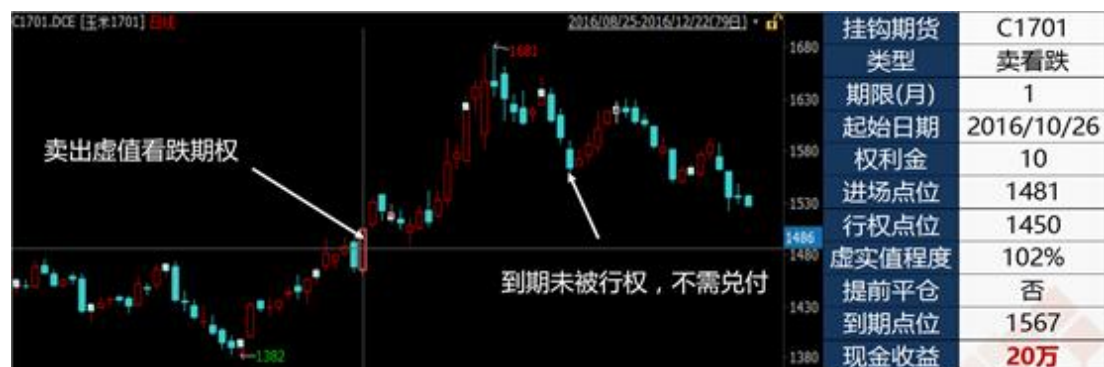 C1701.DCE [玉米1701] 日线
2016/08/25-2016/12/22(79日)
1681
卖出虚值看跌期权
到期未被行权，不需兑付
1382
1680
1630
1580
1530
1486
1480
1430
1380
挂钩期货 C1701
类型 卖看跌
期限(月) 1
起始日期 2016/10/26
权利金 10
进场点位 1481
行权点位 1450
虚实值程度 102%
提前平仓 否
到期点位 1567
现金收益 20万